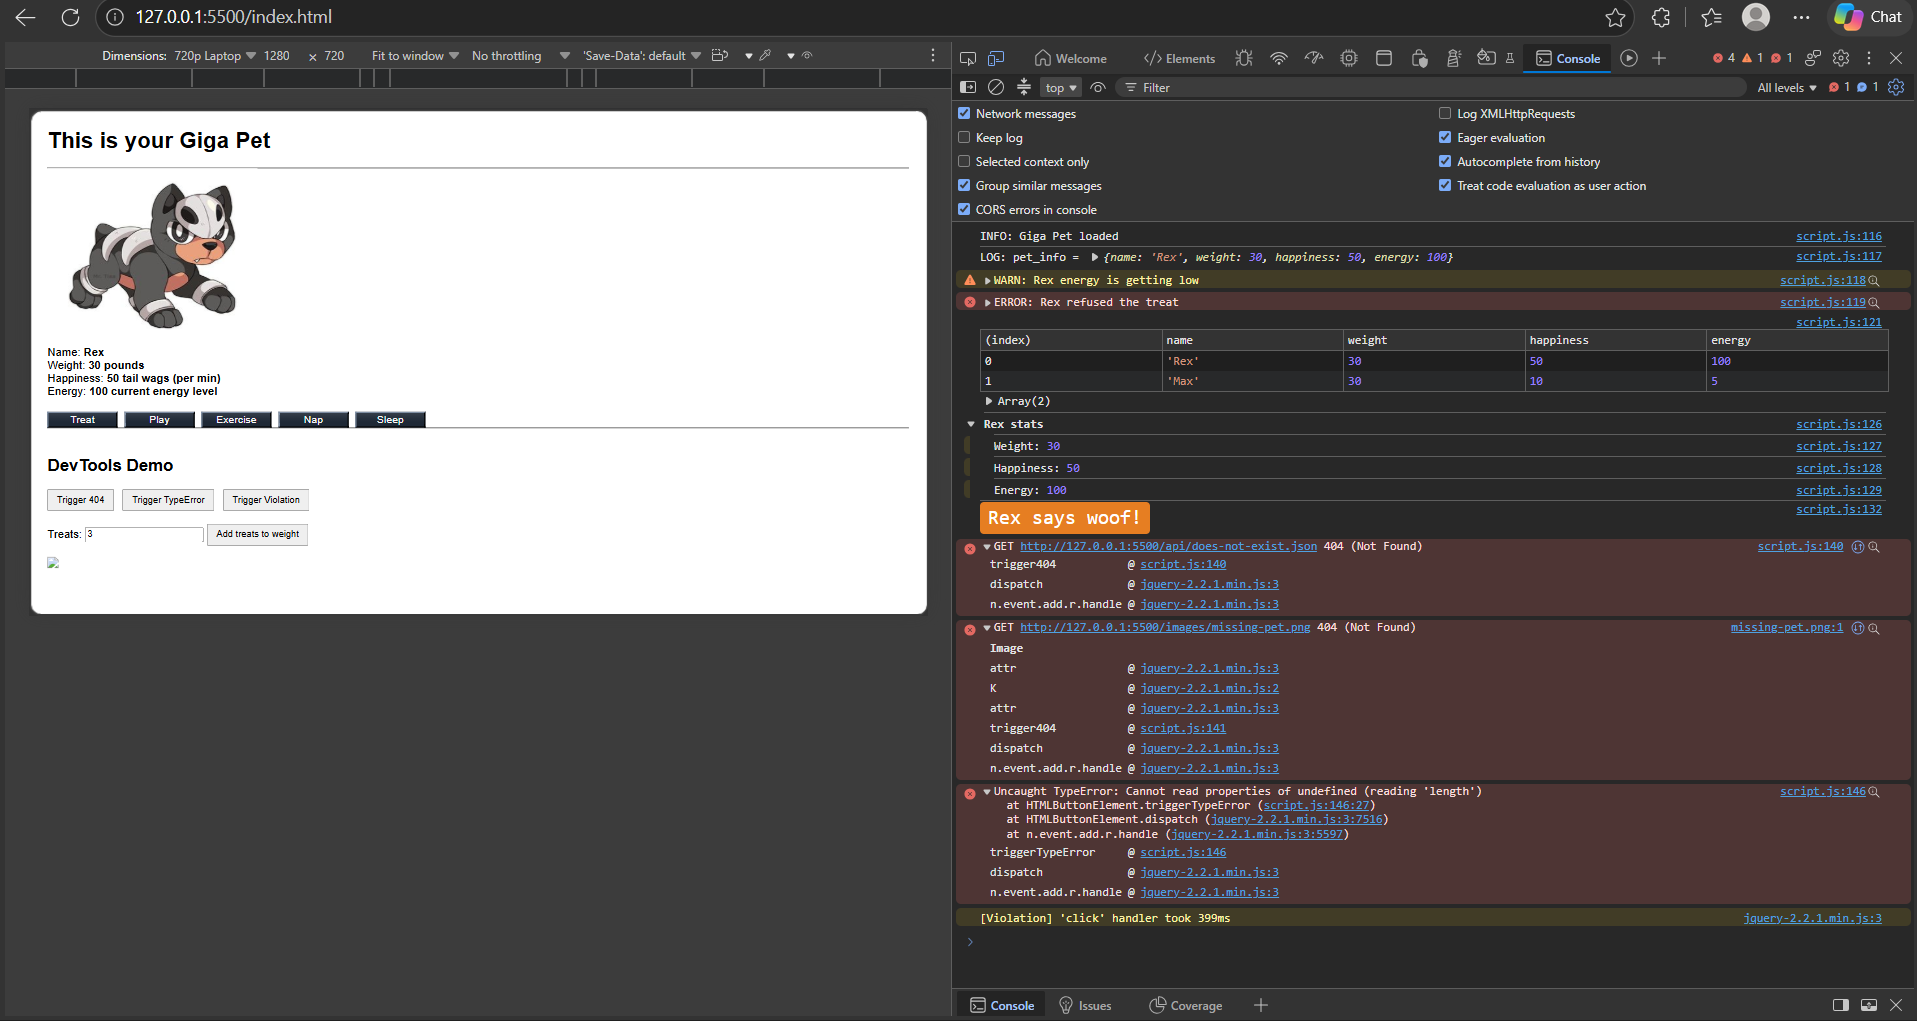 127.0.0.1:5500/index.html
Chat
Dimensions: 720p Laptop 1280 × 720 Fit to window No throttling 'Save-Data': default
Welcome Elements Console 4 1 1
top Filter All levels 1 1
Network messages Log XMLHttpRequests
Keep log Eager evaluation
Selected context only Autocomplete from history
Group similar messages Treat code evaluation as user action
CORS errors in console
This is your Giga Pet
Name: Rex
Weight: 30 pounds
Happiness: 50 tail wags (per min)
Energy: 100 current energy level
Treat Play Exercise Nap Sleep
DevTools Demo
Trigger 404 Trigger TypeError Trigger Violation
Treats: 3 Add treats to weight
INFO: Giga Pet loaded script.js:116
LOG: pet_info = {name: 'Rex', weight: 30, happiness: 50, energy: 100} script.js:117
WARN: Rex energy is getting low script.js:118
ERROR: Rex refused the treat script.js:119
script.js:121
(index) name weight happiness energy
0 'Rex' 30 50 100
1 'Max' 30 10 5
Array(2)
Rex stats script.js:126
Weight: 30 script.js:127
Happiness: 50 script.js:128
Energy: 100 script.js:129
Rex says woof! script.js:132
GET http://127.0.0.1:5500/api/does-not-exist.json 404 (Not Found) script.js:140
trigger404 @ script.js:140
dispatch @ jquery-2.2.1.min.js:3
n.event.add.r.handle @ jquery-2.2.1.min.js:3
GET http://127.0.0.1:5500/images/missing-pet.png 404 (Not Found) missing-pet.png:1
Image
attr @ jquery-2.2.1.min.js:3
K @ jquery-2.2.1.min.js:2
attr @ jquery-2.2.1.min.js:3
trigger404 @ script.js:141
dispatch @ jquery-2.2.1.min.js:3
n.event.add.r.handle @ jquery-2.2.1.min.js:3
Uncaught TypeError: Cannot read properties of undefined (reading 'length') script.js:146
at HTMLButtonElement.triggerTypeError (script.js:146:27)
at HTMLButtonElement.dispatch (jquery-2.2.1.min.js:3:7516)
at n.event.add.r.handle (jquery-2.2.1.min.js:3:5597)
triggerTypeError @ script.js:146
dispatch @ jquery-2.2.1.min.js:3
n.event.add.r.handle @ jquery-2.2.1.min.js:3
[Violation] 'click' handler took 399ms jquery-2.2.1.min.js:3
Console Issues Coverage